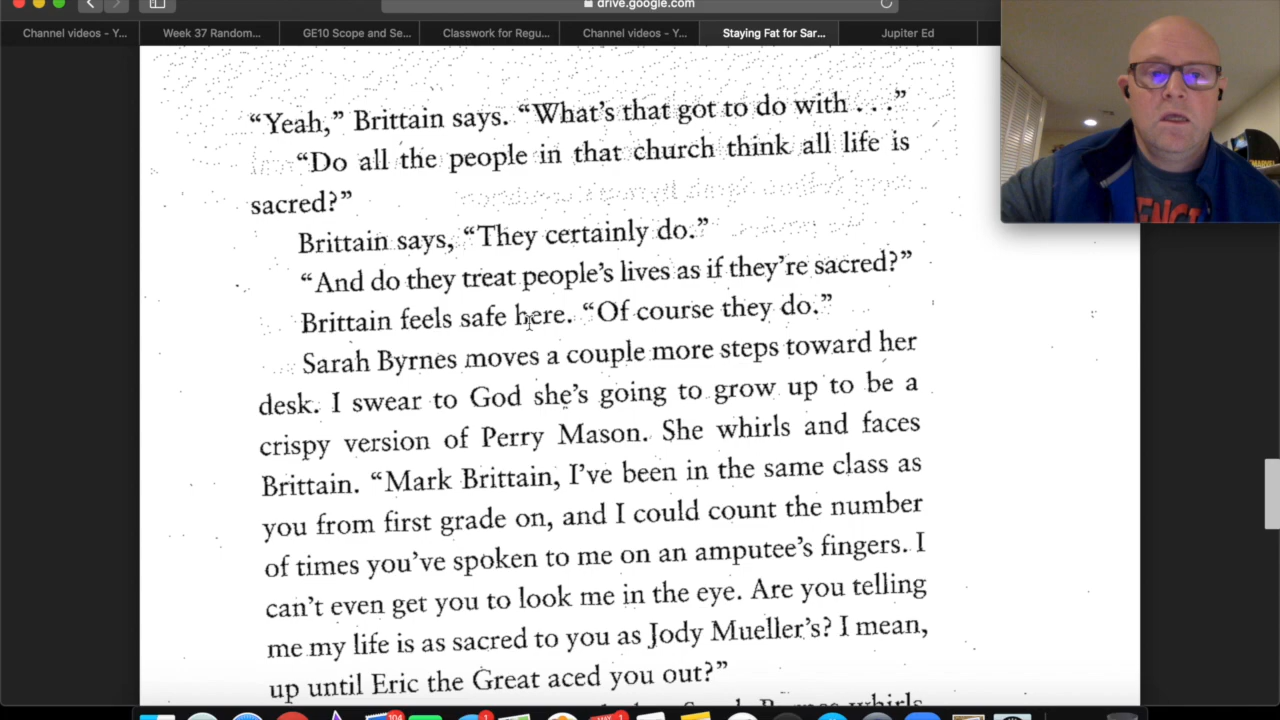 drive.google.com
Channel videos - Y...
Week 37 Random...
GE10 Scope and Se...
Classwork for Regu...
Channel videos - Y...
Staying Fat for Sar...
Jupiter Ed
MARVEL
“Yeah,” Brittain says. “What’s that got to do with . . .”
“Do all the people in that church think all life is
sacred?”
Brittain says, “They certainly do.”
“And do they treat people’s lives as if they’re sacred?”
Brittain feels safe here. “Of course they do.”
Sarah Byrnes moves a couple more steps toward her
desk. I swear to God she’s going to grow up to be a
crispy version of Perry Mason. She whirls and faces
Brittain. “Mark Brittain, I’ve been in the same class as
you from first grade on, and I could count the number
of times you’ve spoken to me on an amputee’s fingers. I
can’t even get you to look me in the eye. Are you telling
me my life is as sacred to you as Jody Mueller’s? I mean,
up until Eric the Great aced you out?”
whirls
104
1
MAY 1